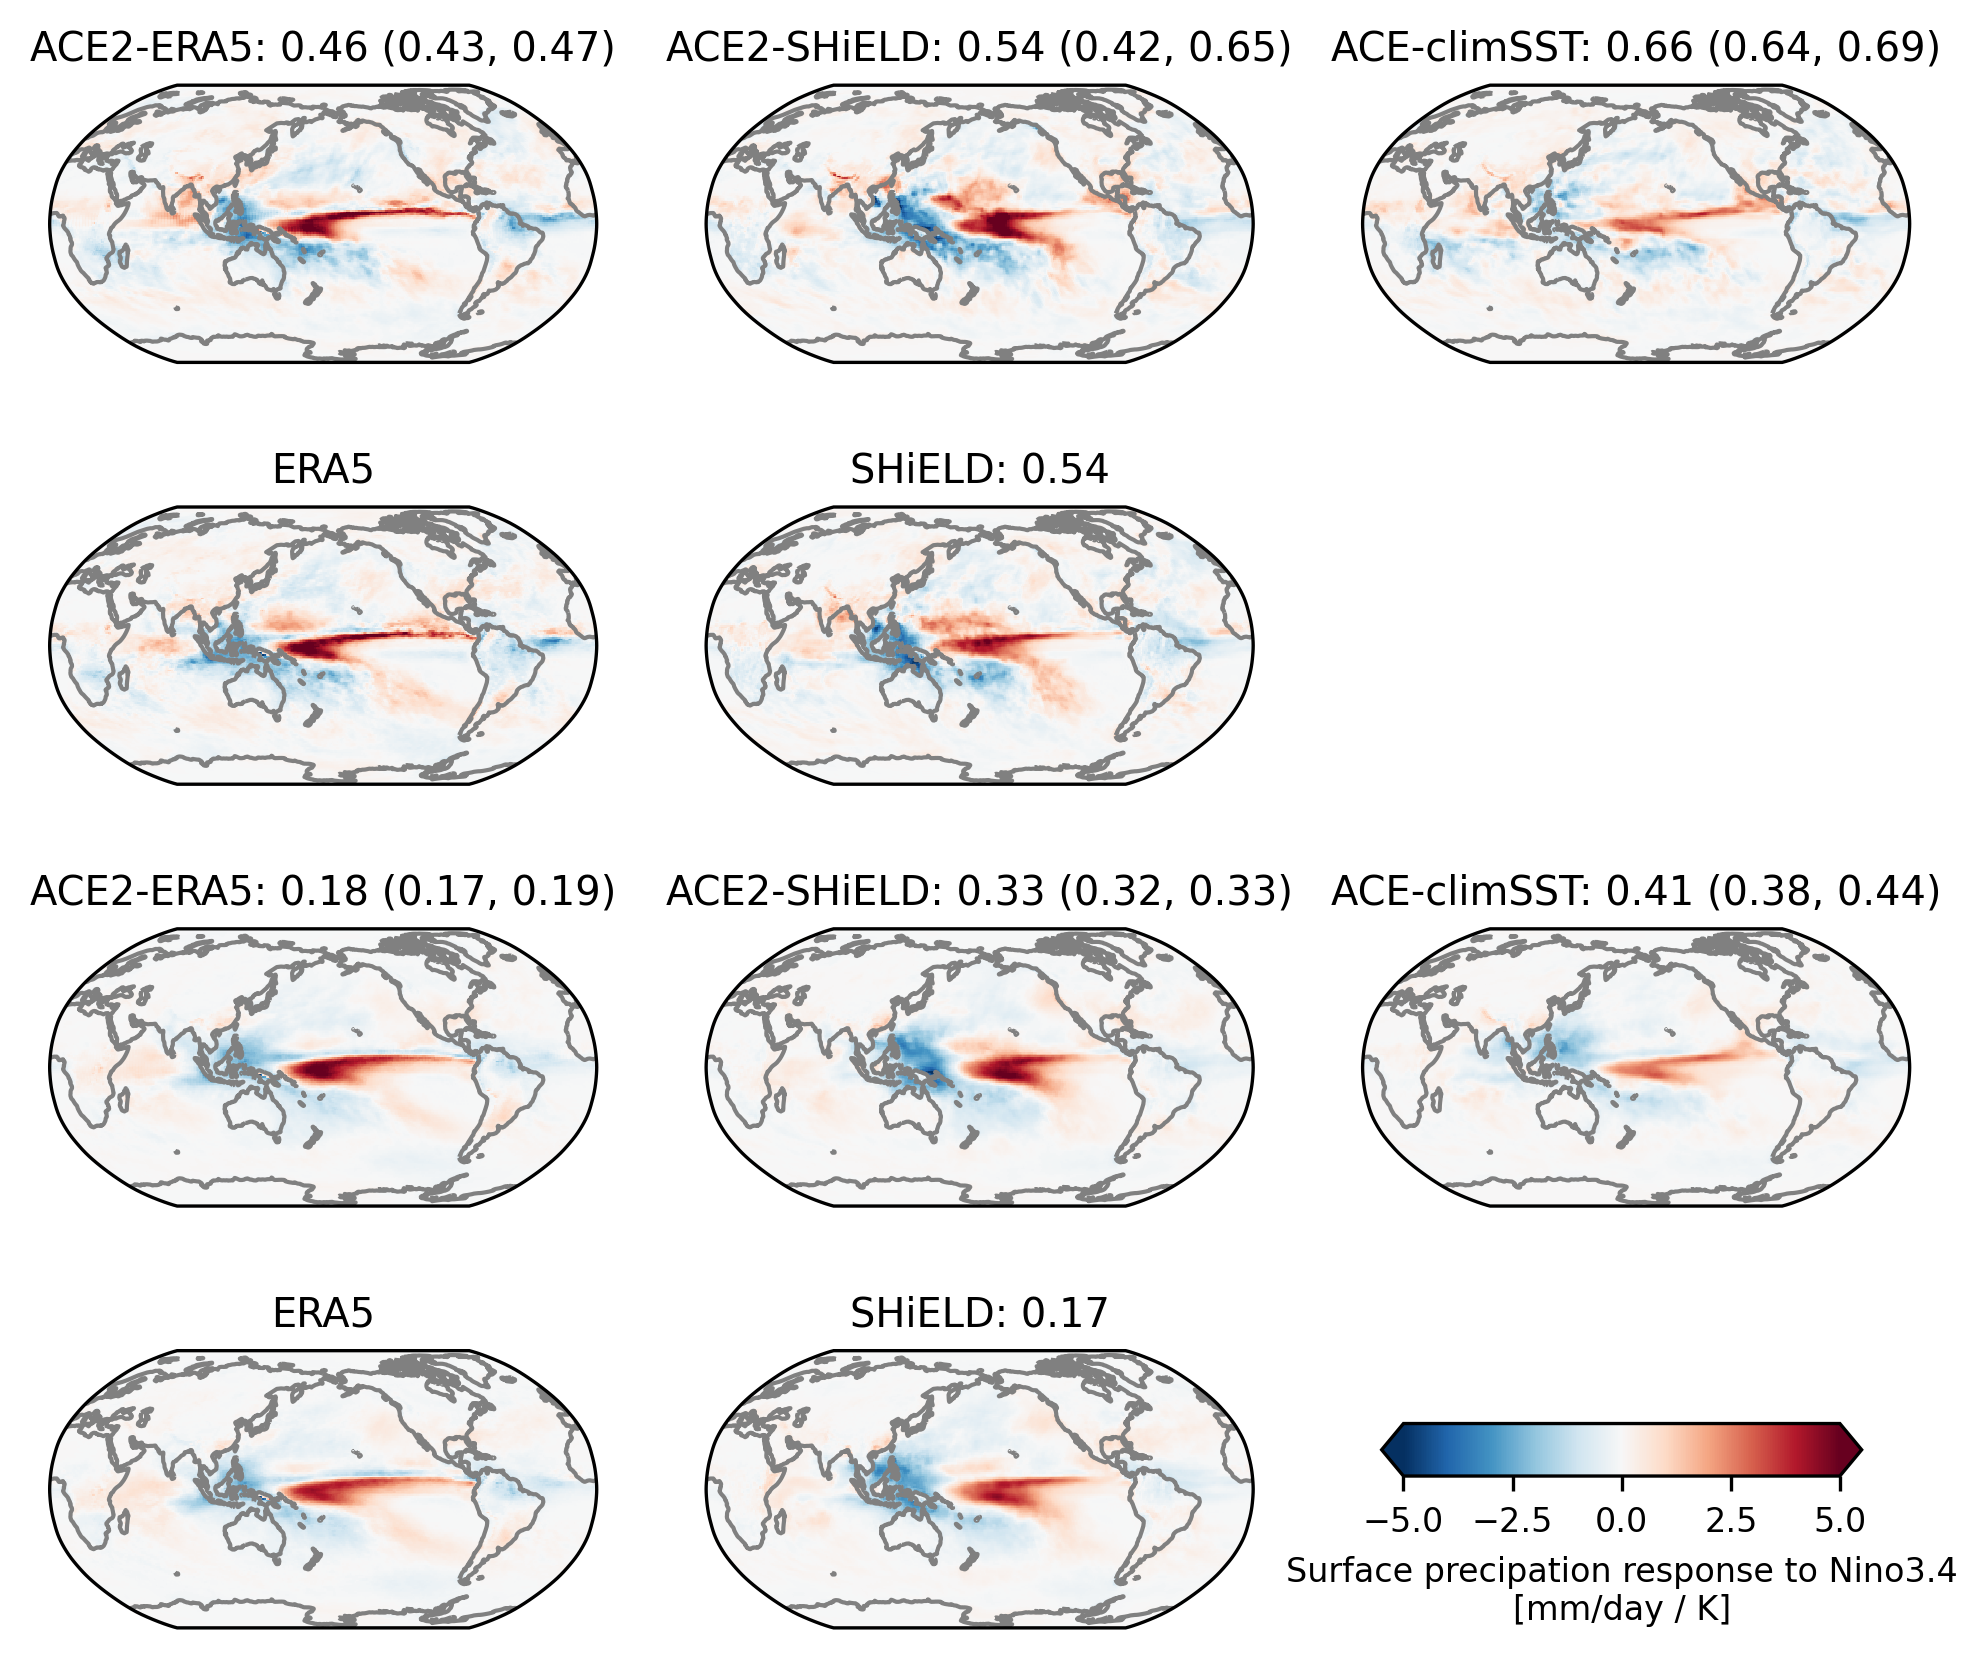 ACE2-ERA5: 0.46 (0.43, 0.47)
ACE2-SHiELD: 0.54 (0.42, 0.65)
ACE-climSST: 0.66 (0.64, 0.69)
ERA5
SHiELD: 0.54
ACE2-ERA5: 0.18 (0.17, 0.19)
ACE2-SHiELD: 0.33 (0.32, 0.33)
ACE-climSST: 0.41 (0.38, 0.44)
ERA5
SHiELD: 0.17
−5.0 −2.5 0.0 2.5 5.0
Surface precipation response to Nino3.4
[mm/day / K]